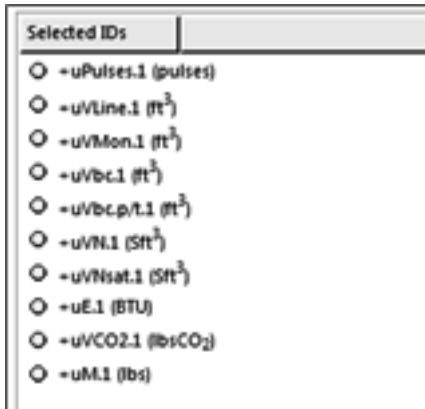 Selected IDs
+uPulses.1 (pulses)
+uVLine.1 (ft³)
+uVMon.1 (ft³)
+uVbc.1 (ft³)
+uVbc.p/t.1 (ft³)
+uVN.1 (Sft³)
+uVNsat.1 (Sft³)
+uE.1 (BTU)
+uVCO2.1 (lbsCO₂)
+uM.1 (lbs)